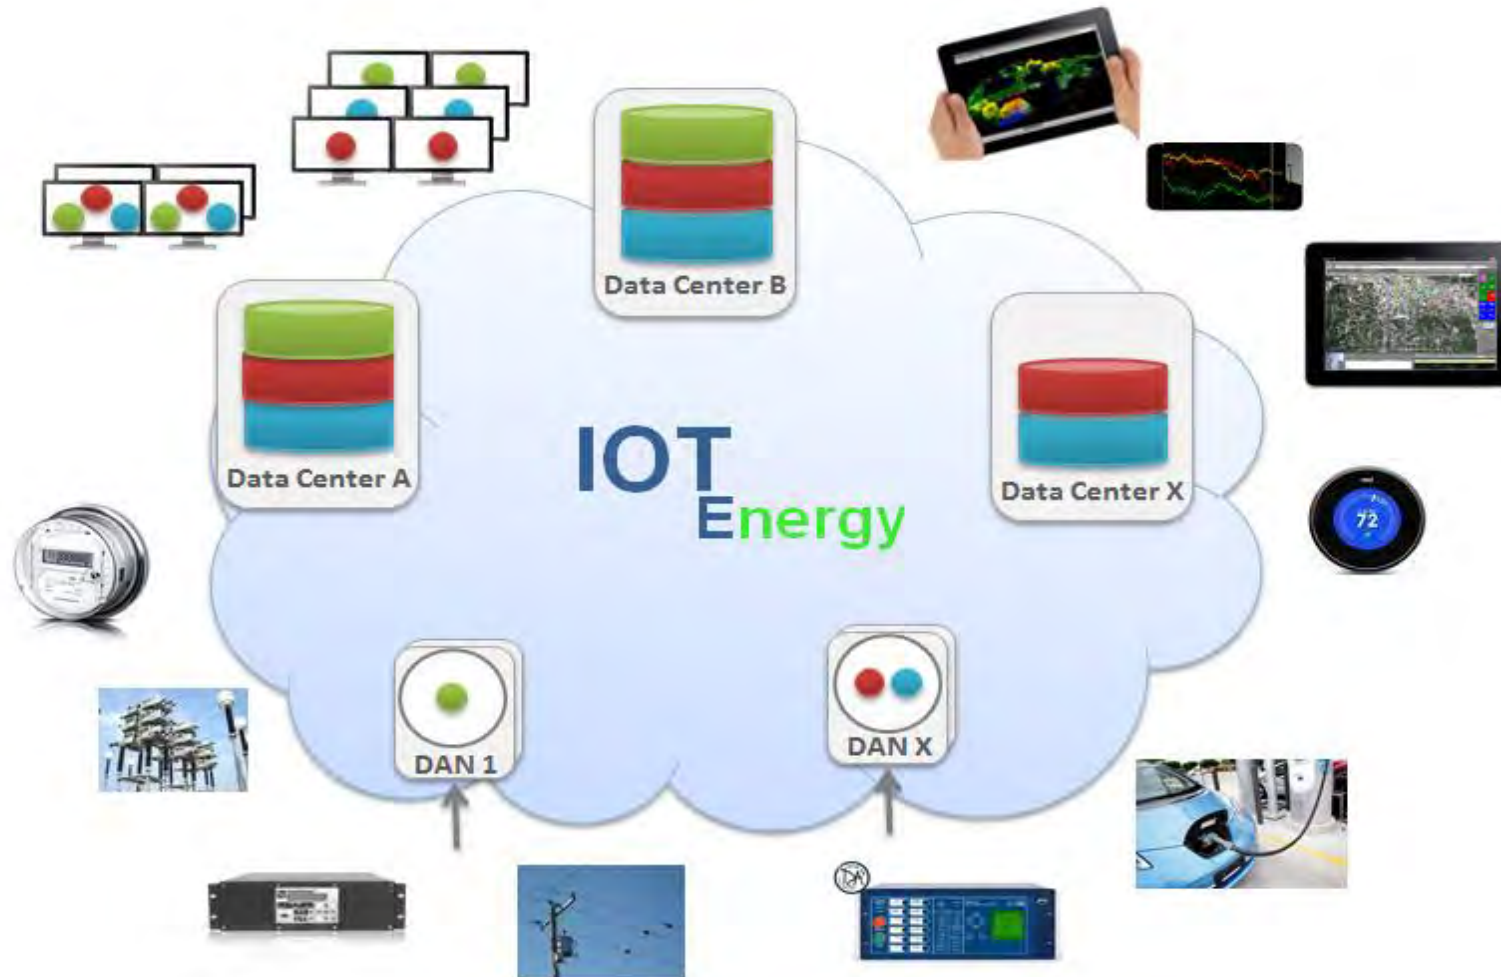 Data Center B
Data Center A
IOT
Energy
Data Center X
72
DAN 1
DAN X